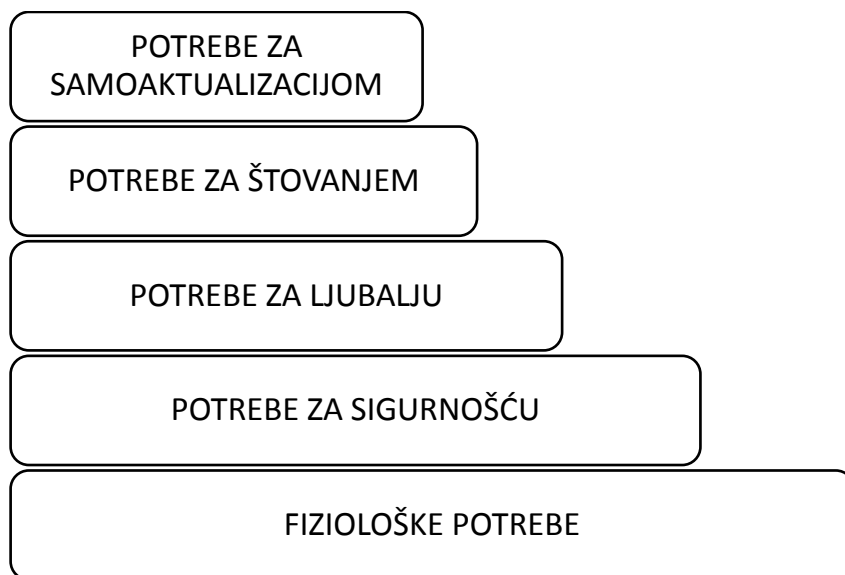 POTREBE ZA
SAMOAKTUALIZACIJOM
POTREBE ZA ŠTOVANJEM
POTREBE ZA LJUBALJU
POTREBE ZA SIGURNOŠĆU
FIZIOLOŠKE POTREBE